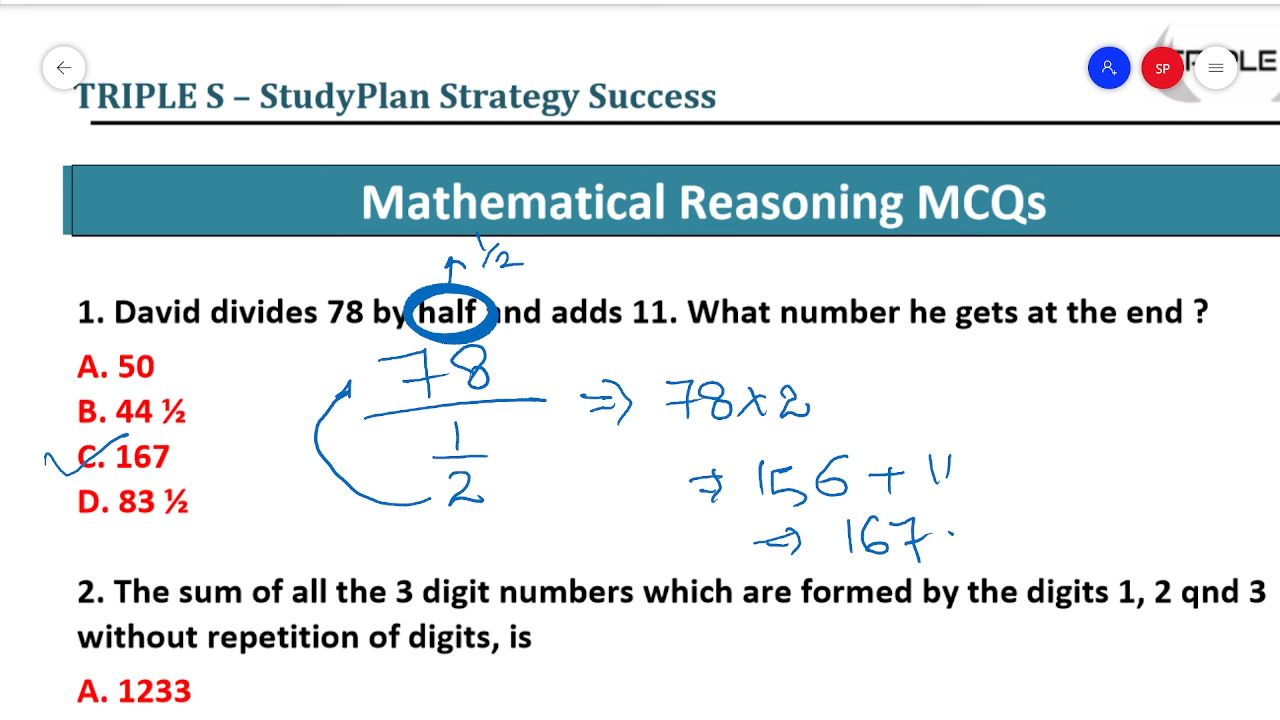 TRIPLE S – StudyPlan Strategy Success
SP
Mathematical Reasoning MCQs
1/2
1. David divides 78 by half and adds 11. What number he gets at the end ?
A. 50
B. 44 ½
C. 167
D. 83 ½
78
1
2
⇒ 78×2
⇒ 156 + 11
⇒ 167.
2. The sum of all the 3 digit numbers which are formed by the digits 1, 2 qnd 3
without repetition of digits, is
A. 1233